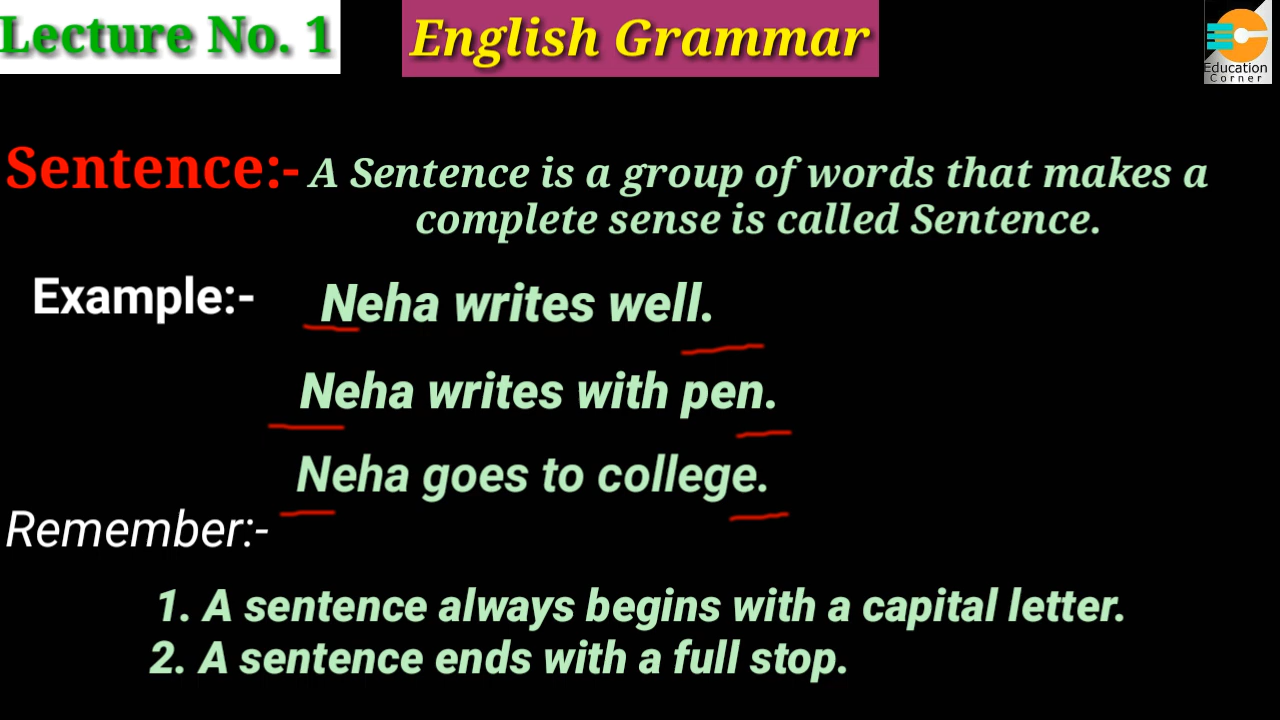 Lecture No. 1
English Grammar
Education
Corner
Sentence:- A Sentence is a group of words that makes a
complete sense is called Sentence.
Example:- Neha writes well.
Neha writes with pen.
Neha goes to college.
Remember:-
1. A sentence always begins with a capital letter.
2. A sentence ends with a full stop.